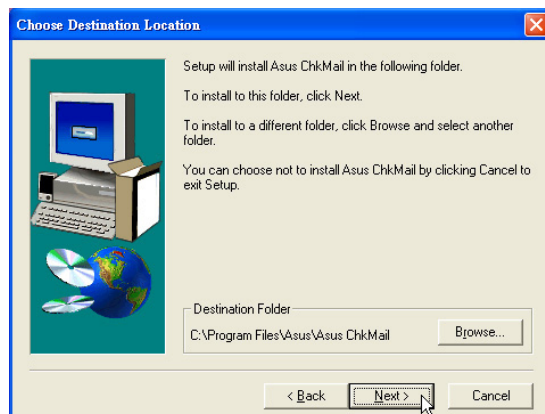 Choose Destination Location
Setup will install Asus ChkMail in the following folder.
To install to this folder, click Next.
To install to a different folder, click Browse and select another
folder.
You can choose not to install Asus ChkMail by clicking Cancel to
exit Setup.
Destination Folder
C:\Program Files\Asus\Asus ChkMail
Browse...
< Back
Next >
Cancel